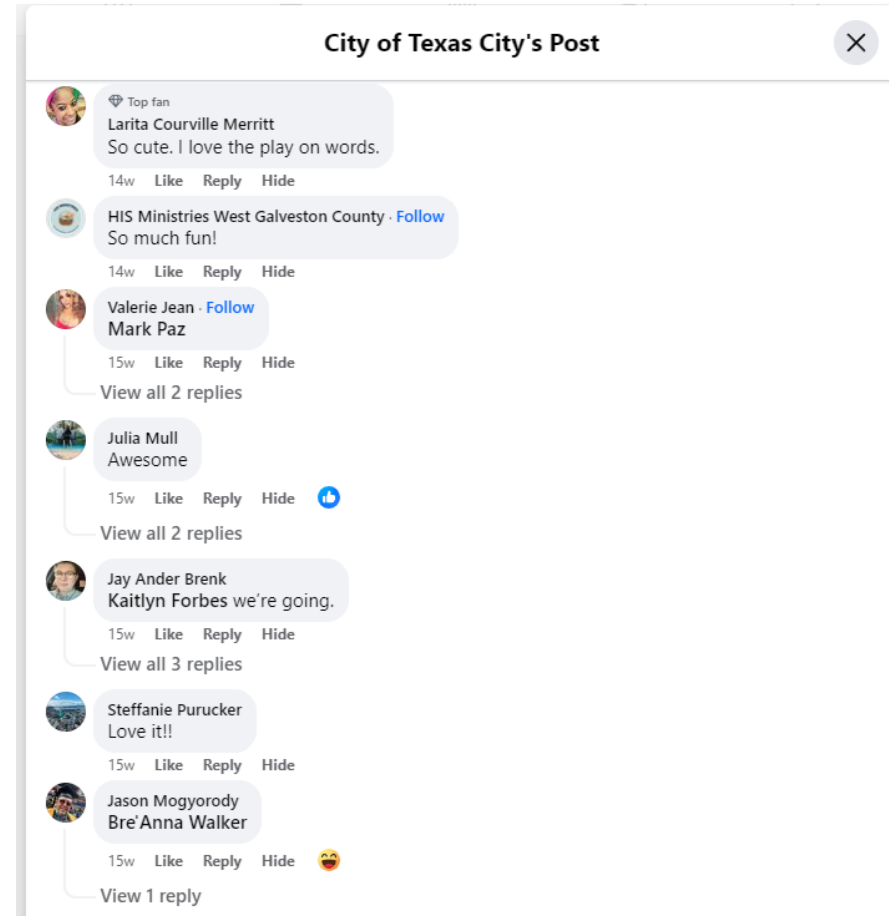 City of Texas City's Post
Top fan
Larita Courville Merritt
So cute. I love the play on words.
14w Like Reply Hide
HIS Ministries West Galveston County · Follow
So much fun!
14w Like Reply Hide
Valerie Jean · Follow
Mark Paz
15w Like Reply Hide
View all 2 replies
Julia Mull
Awesome
15w Like Reply Hide
View all 2 replies
Jay Ander Brenk
Kaitlyn Forbes we're going.
15w Like Reply Hide
View all 3 replies
Steffanie Purucker
Love it!!
15w Like Reply Hide
Jason Mogyorody
Bre'Anna Walker
15w Like Reply Hide
View 1 reply